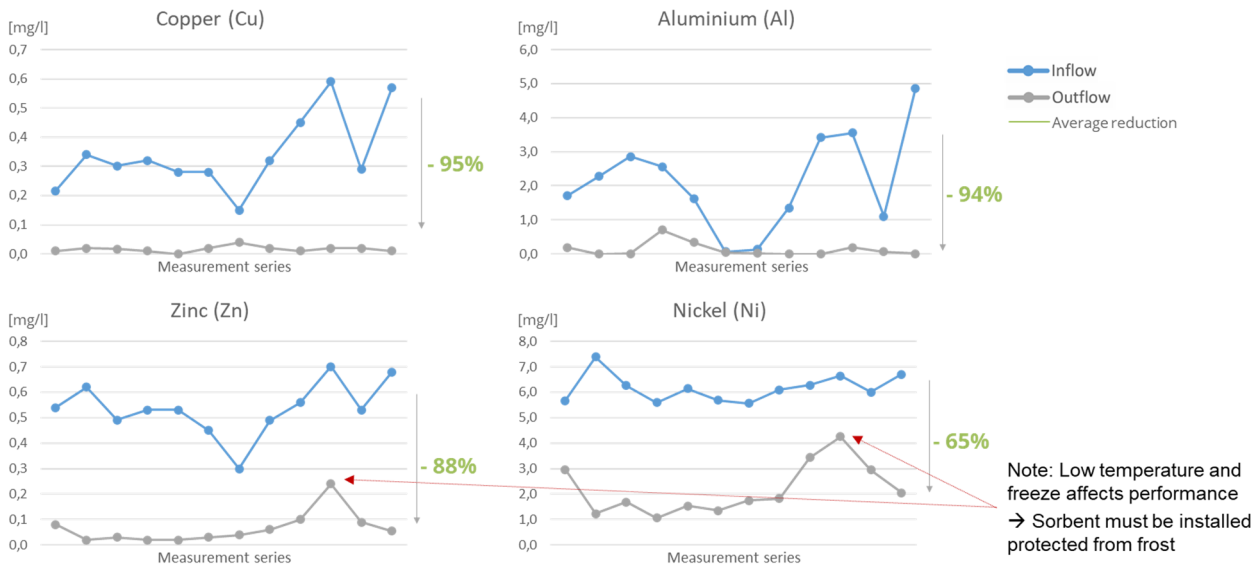 Copper (Cu)
[mg/l]
0,7
0,6
0,5
0,4
0,3
0,2
0,1
0,0
- 95%
Measurement series
Aluminium (Al)
[mg/l]
6,0
5,0
4,0
3,0
2,0
1,0
0,0
- 94%
Measurement series
Inflow
Outflow
Average reduction
Zinc (Zn)
[mg/l]
0,8
0,7
0,6
0,5
0,4
0,3
0,2
0,1
0,0
- 88%
Measurement series
Nickel (Ni)
[mg/l]
8,0
7,0
6,0
5,0
4,0
3,0
2,0
1,0
0,0
- 65%
Measurement series
Note: Low temperature and
freeze affects performance
→ Sorbent must be installed
protected from frost